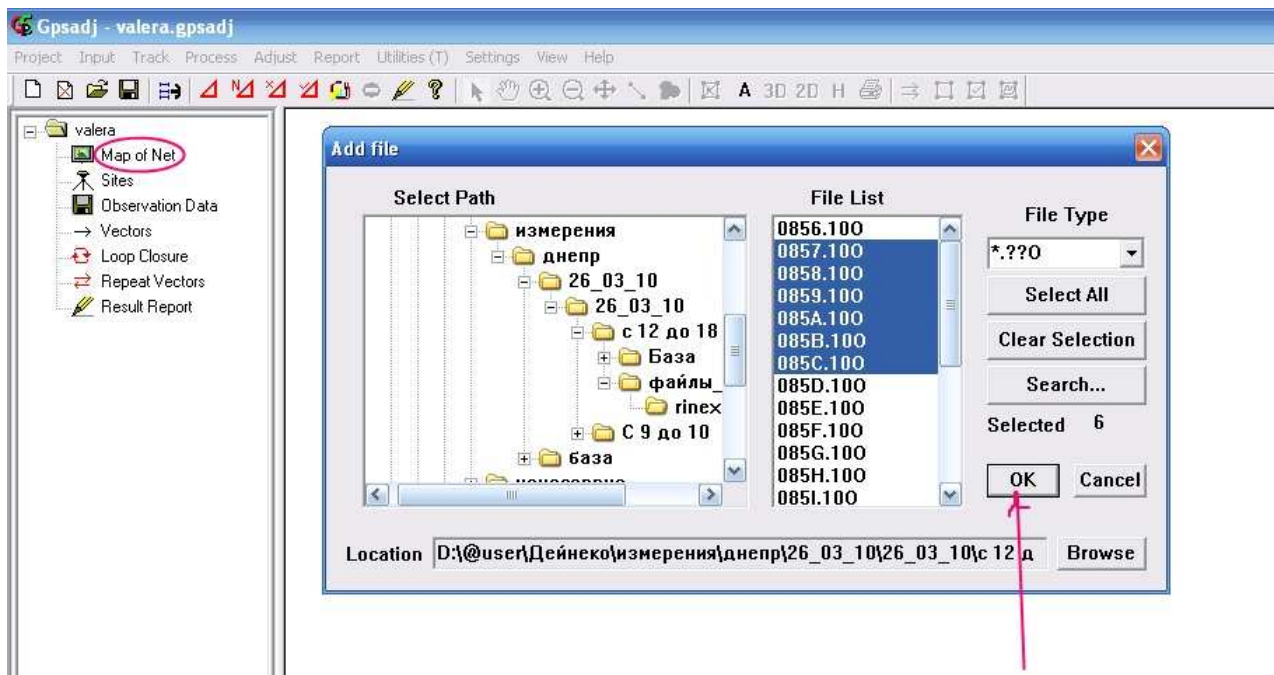 Gpsadj - valera.gpsadj
Project Input Track Process Adjust Report Utilities (T) Settings View Help
A 3D 2D H
valera
Map of Net
Sites
Observation Data
Vectors
Loop Closure
Repeat Vectors
Result Report
Add file
Select Path
измерения
днепр
26_03_10
26_03_10
с 12 до 18
База
файлы_
rinex
С 9 до 10
база
File List
0856.10O
0857.10O
0858.10O
0859.10O
085A.10O
085B.10O
085C.10O
085D.10O
085E.10O
085F.10O
085G.10O
085H.10O
085I.10O
File Type
*.??O
Select All
Clear Selection
Search...
Selected 6
OK Cancel
Location D:\@user\Дейнеко\измерения\днепр\26_03_10\26_03_10\с 12 д Browse